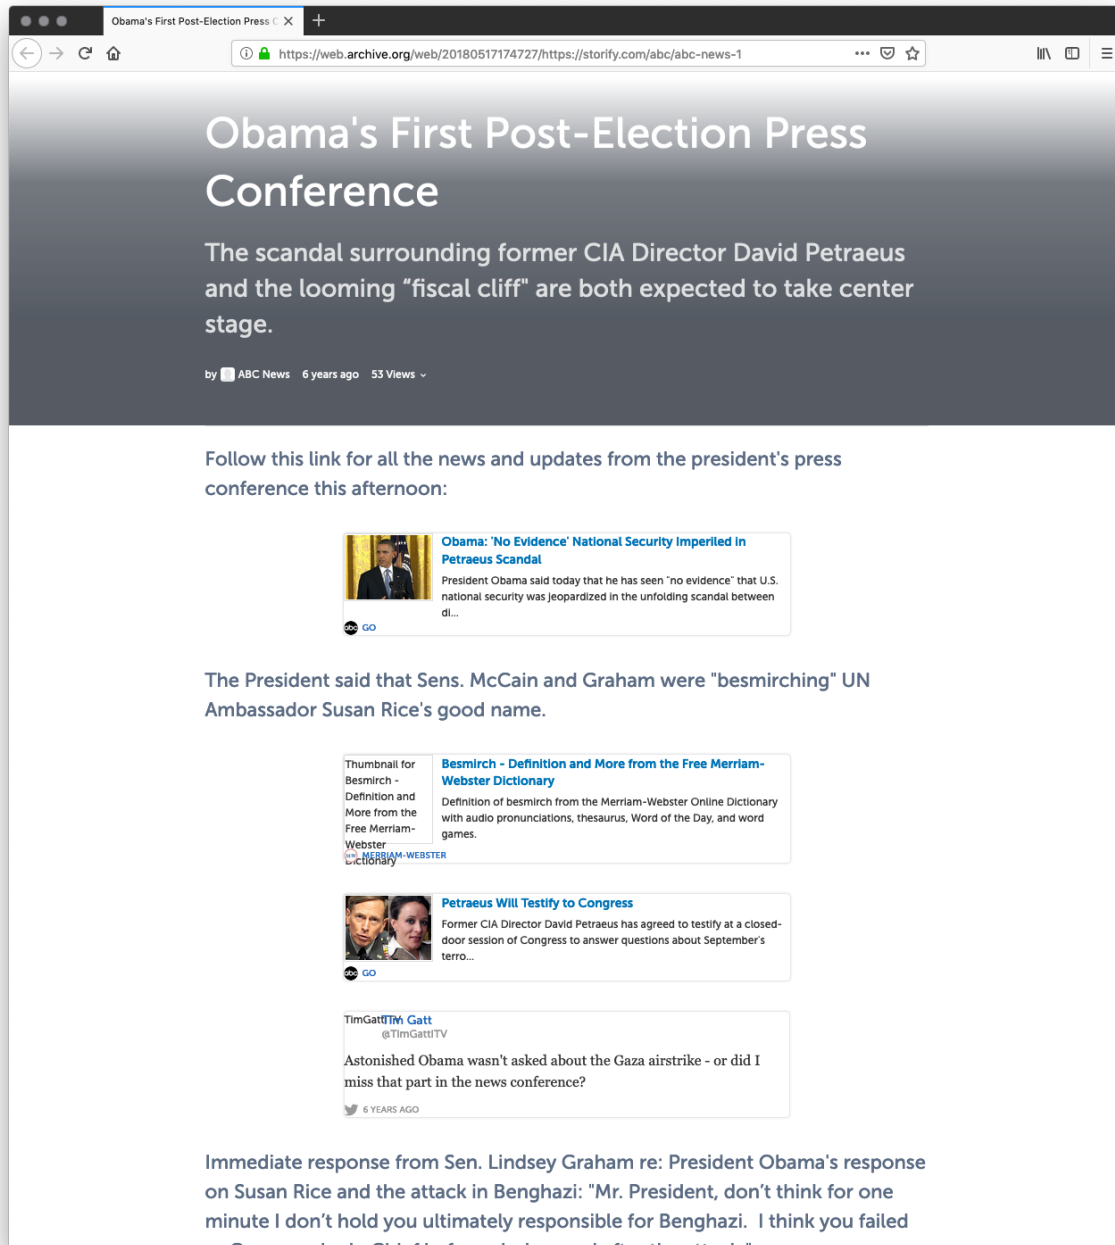 Obama's First Post-Election Press C
https://web.archive.org/web/20180517174727/https://storify.com/abc/abc-news-1
Obama's First Post-Election Press
Conference
The scandal surrounding former CIA Director David Petraeus
and the looming “fiscal cliff" are both expected to take center
stage.
by ABC News 6 years ago 53 Views
Follow this link for all the news and updates from the president's press
conference this afternoon:
Obama: 'No Evidence' National Security Imperiled in
Petraeus Scandal
President Obama said today that he has seen "no evidence" that U.S.
national security was jeopardized in the unfolding scandal between
di...
abc GO
The President said that Sens. McCain and Graham were "besmirching" UN
Ambassador Susan Rice's good name.
Thumbnail for
Besmirch -
Definition and
More from the
Free Merriam-
Webster
Dictionary
Besmirch - Definition and More from the Free Merriam-
Webster Dictionary
Definition of besmirch from the Merriam-Webster Online Dictionary
with audio pronunciations, thesaurus, Word of the Day, and word
games.
MERRIAM-WEBSTER
Petraeus Will Testify to Congress
Former CIA Director David Petraeus has agreed to testify at a closed-
door session of Congress to answer questions about September's
terro...
abc GO
TimGattITV
Tim Gatt
@TimGattITV
Astonished Obama wasn't asked about the Gaza airstrike - or did I
miss that part in the news conference?
6 YEARS AGO
Immediate response from Sen. Lindsey Graham re: President Obama's response
on Susan Rice and the attack in Benghazi: "Mr. President, don’t think for one
minute I don’t hold you ultimately responsible for Benghazi. I think you failed